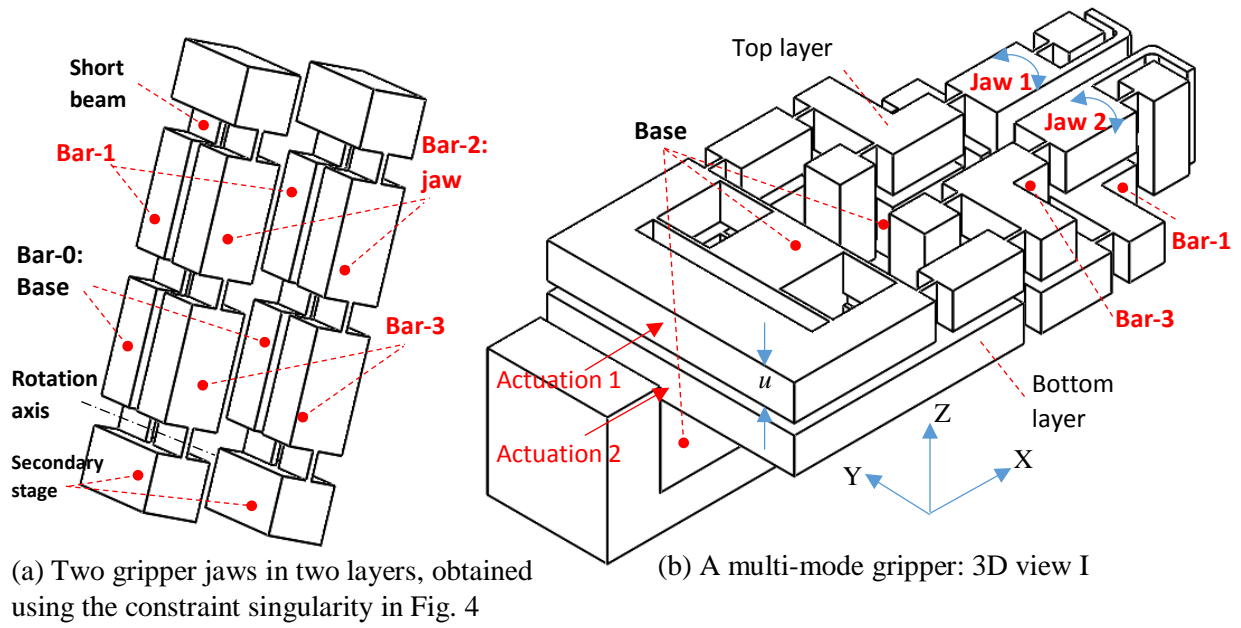 Short
beam
Bar-1
Bar-2:
jaw
Bar-0:
Base
Bar-3
Rotation
axis
Secondary
stage
(a) Two gripper jaws in two layers, obtained
using the constraint singularity in Fig. 4
Top layer
Jaw 1
Jaw 2
Base
Bar-1
Bar-3
Actuation 1
u
Actuation 2
Bottom
layer
Z
Y
X
(b) A multi-mode gripper: 3D view I